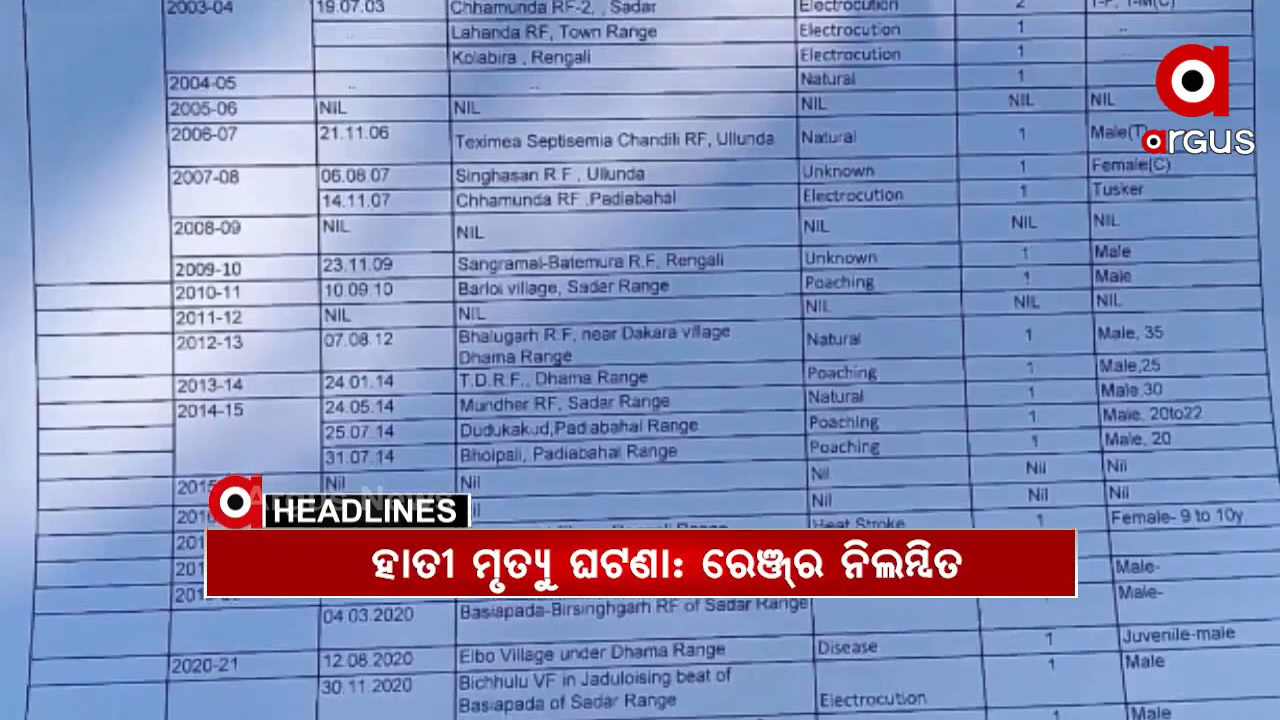 2003-04 19.07.03 Chhamunda RF-2, , Sadar Electrocution 2
.. Lahanda RF, Town Range Electrocution 1 ..
Kolabira , Rengali Electrocution 1
2004-05 .. .. Natural 1
2005-06 NIL NIL NIL NIL NIL
2006-07 21.11.06 Teximea Septisemia Chandili RF, Ullunda Natural 1 Male(T)
2007-08 06.08.07 Singhasan R.F , Ullunda Unknown 1 Female(C)
14.11.07 Chhamunda RF ,Padiabahal Electrocution 1 Tusker
2008-09 NIL NIL NIL NIL NIL
2009-10 23.11.09 Sangramal-Batemura R.F, Rengali Unknown 1 Male
2010-11 10.09.10 Barloi village, Sader Range Poaching 1 Male
2011-12 NIL NIL NIL NIL NIL
2012-13 07.08.12 Bhalugarh R.F, near Dakara village Natural 1 Male, 35
Dhama Range
2013-14 24.01.14 T.D.R.F., Dhama Range Poaching 1 Male,25
2014-15 24.05.14 Mundher RF, Sadar Range Natural 1 Male,30
25.07.14 Dudukakud,Padiabahal Range Poaching 1 Male, 20to22
31.07.14 Bhoipali, Padiabahal Range Poaching 1 Male, 20
Nil Nil Nil Nil Nil
Nil Nil Nil
Range Heat Stroke 1 Female- 9 to 10y
Male-
Male-
04.03.2020 Basiapada-Birsinghgarh RF of Sadar Range
Juvenile-male
2020-21 12.08.2020 Eibo Village under Dhama Range Disease 1 Male
30.11.2020 Bichhulu VF in Jaduloising beat of Electrocution 1
Basiapada of Sadar Range
1 Male
argus
Argus News
HEADLINES
ହାତୀ ମୃତ୍ୟୁ ଘଟଣା: ରେଞ୍ଜ୍‌ର ନିଲମ୍ବିତ